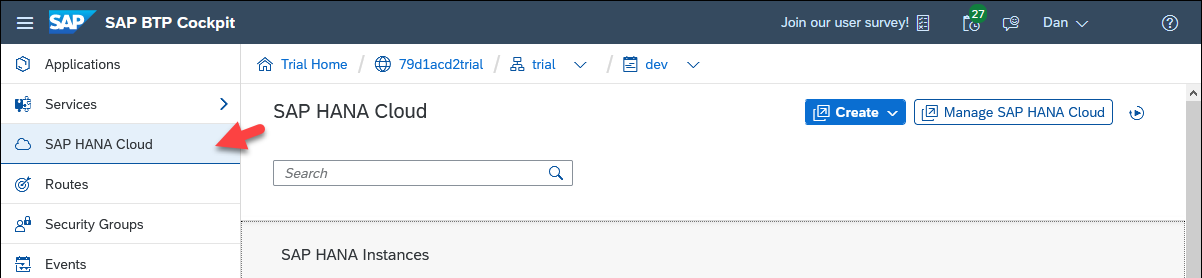 SAP SAP BTP Cockpit Join our user survey! 27 Dan
Applications
Services
SAP HANA Cloud
Routes
Security Groups
Events
Trial Home / 79d1acd2trial / trial / dev
SAP HANA Cloud Create Manage SAP HANA Cloud
Search
SAP HANA Instances